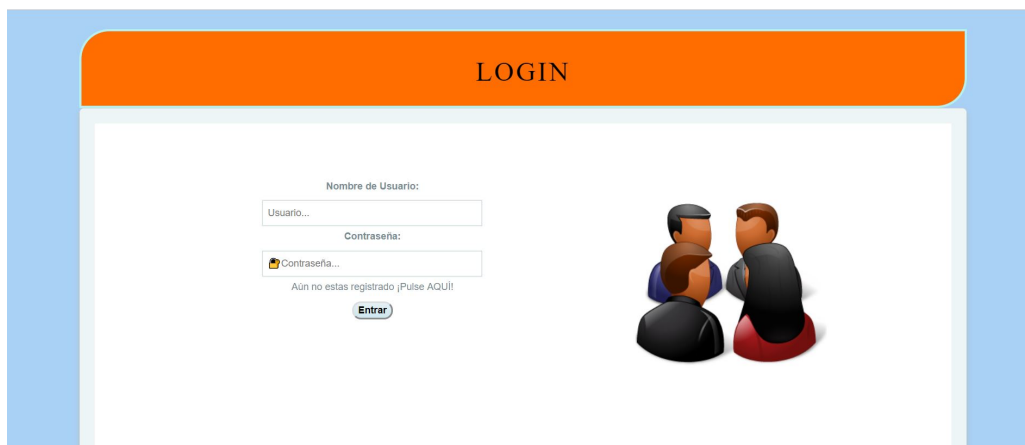 LOGIN
Nombre de Usuario:
Usuario...
Contraseña:
Contraseña...
Aún no estas registrado ¡Pulse AQUÍ!
Entrar